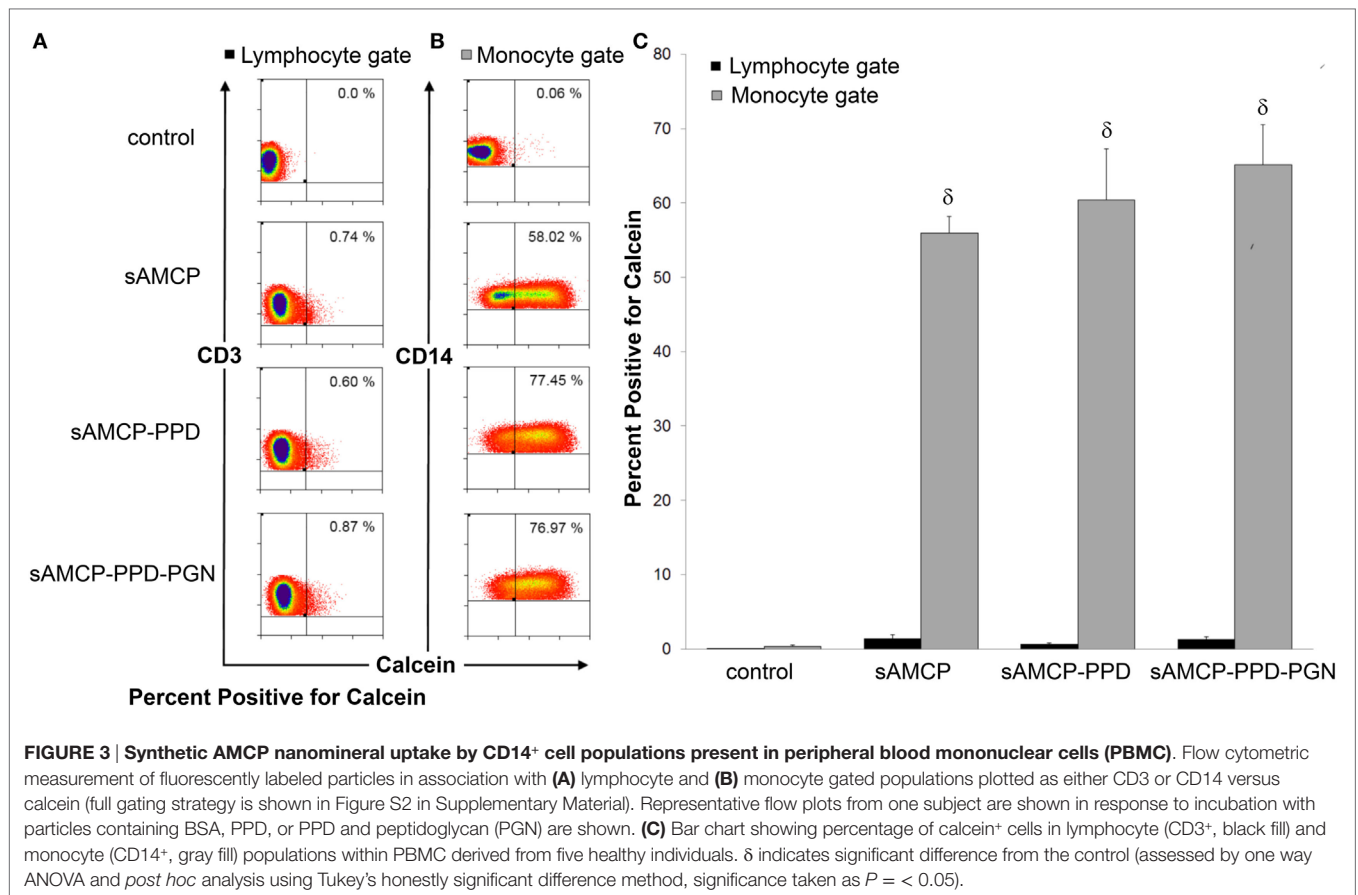 A
Lymphocyte gate
B
Monocyte gate
control
0.0 %
0.06 %
sAMCP
0.74 %
58.02 %
CD3
CD14
sAMCP-PPD
0.60 %
77.45 %
sAMCP-PPD-PGN
0.87 %
76.97 %
Calcein
Percent Positive for Calcein
C
Lymphocyte gate
Monocyte gate
Percent Positive for Calcein
80
70
60
50
40
30
20
10
0
δ
δ
δ
control
sAMCP
sAMCP-PPD
sAMCP-PPD-PGN
FIGURE 3 | Synthetic AMCP nanomineral uptake by CD14⁺ cell populations present in peripheral blood mononuclear cells (PBMC). Flow cytometric
measurement of fluorescently labeled particles in association with (A) lymphocyte and (B) monocyte gated populations plotted as either CD3 or CD14 versus
calcein (full gating strategy is shown in Figure S2 in Supplementary Material). Representative flow plots from one subject are shown in response to incubation with
particles containing BSA, PPD, or PPD and peptidoglycan (PGN) are shown. (C) Bar chart showing percentage of calcein⁺ cells in lymphocyte (CD3⁺, black fill) and
monocyte (CD14⁺, gray fill) populations within PBMC derived from five healthy individuals. δ indicates significant difference from the control (assessed by one way
ANOVA and post hoc analysis using Tukey's honestly significant difference method, significance taken as P = < 0.05).